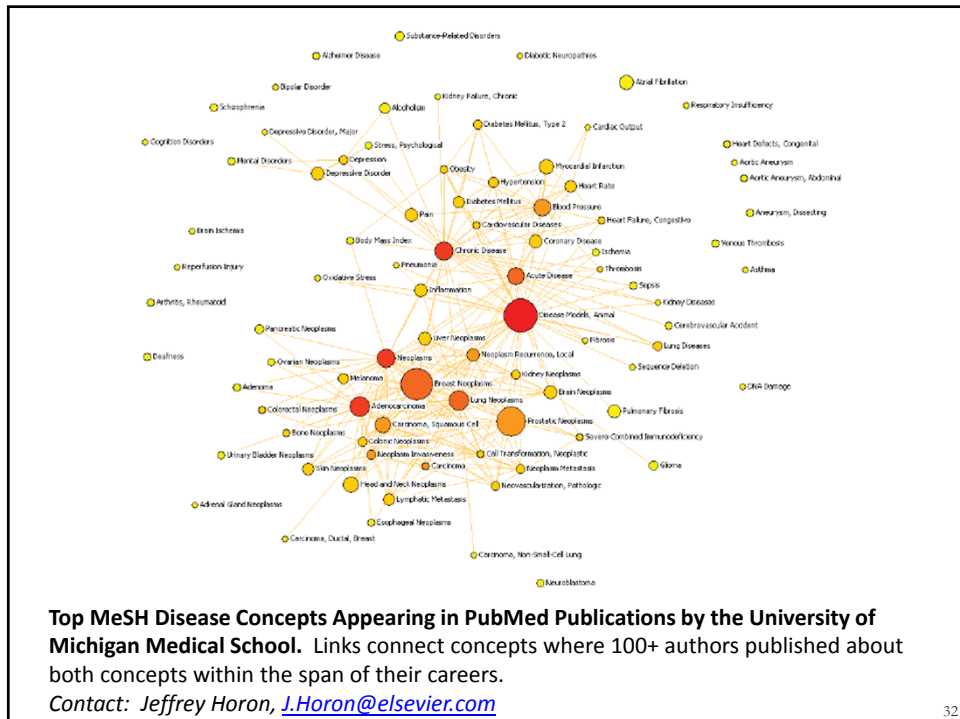 Substance-Related Disorders
Alzheimer Disease
Diabetic Neuropathies
Bipolar Disorder
Atrial Fibrillation
Schizophrenia
Alcoholism
Kidney Failure, Chronic
Respiratory Insufficiency
Cognition Disorders
Depressive Disorder, Major
Diabetes Mellitus, Type 2
Cardiac Output
Stress, Psychological
Heart Defects, Congenital
Mental Disorders
Depression
Depressive Disorder
Obesity
Myocardial Infarction
Aortic Aneurysm
Hypertension
Heart Rate
Aortic Aneurysm, Abdominal
Diabetes Mellitus
Blood Pressure
Pain
Cardiovascular Diseases
Heart Failure, Congestive
Aneurysm, Dissecting
Brain Ischemia
Body Mass Index
Chronic Disease
Coronary Disease
Ischemia
Venous Thrombosis
Reperfusion Injury
Pneumonia
Oxidative Stress
Acute Disease
Thrombosis
Asthma
Inflammation
Sepsis
Arthritis, Rheumatoid
Disease Models, Animal
Kidney Diseases
Pancreatic Neoplasms
Cerebrovascular Accident
Liver Neoplasms
Fibrosis
Lung Diseases
Deafness
Ovarian Neoplasms
Neoplasms
Neoplasm Recurrence, Local
Sequence Deletion
Melanoma
Kidney Neoplasms
Adenoma
Breast Neoplasms
Brain Neoplasms
DNA Damage
Colorectal Neoplasms
Adenocarcinoma
Lung Neoplasms
Pulmonary Fibrosis
Bone Neoplasms
Carcinoma, Squamous Cell
Prostatic Neoplasms
Severe Combined Immunodeficiency
Urinary Bladder Neoplasms
Colonic Neoplasms
Neoplasm Invasiveness
Cell Transformation, Neoplastic
Skin Neoplasms
Carcinoma
Neoplasm Metastasis
Glioma
Head and Neck Neoplasms
Neovascularization, Pathologic
Adrenal Gland Neoplasms
Lymphatic Metastasis
Esophageal Neoplasms
Carcinoma, Ductal, Breast
Carcinoma, Non-Small-Cell Lung
Neuroblastoma
Top MeSH Disease Concepts Appearing in PubMed Publications by the University of
Michigan Medical School. Links connect concepts where 100+ authors published about
both concepts within the span of their careers.
Contact: Jeffrey Horon, J.Horon@elsevier.com
32